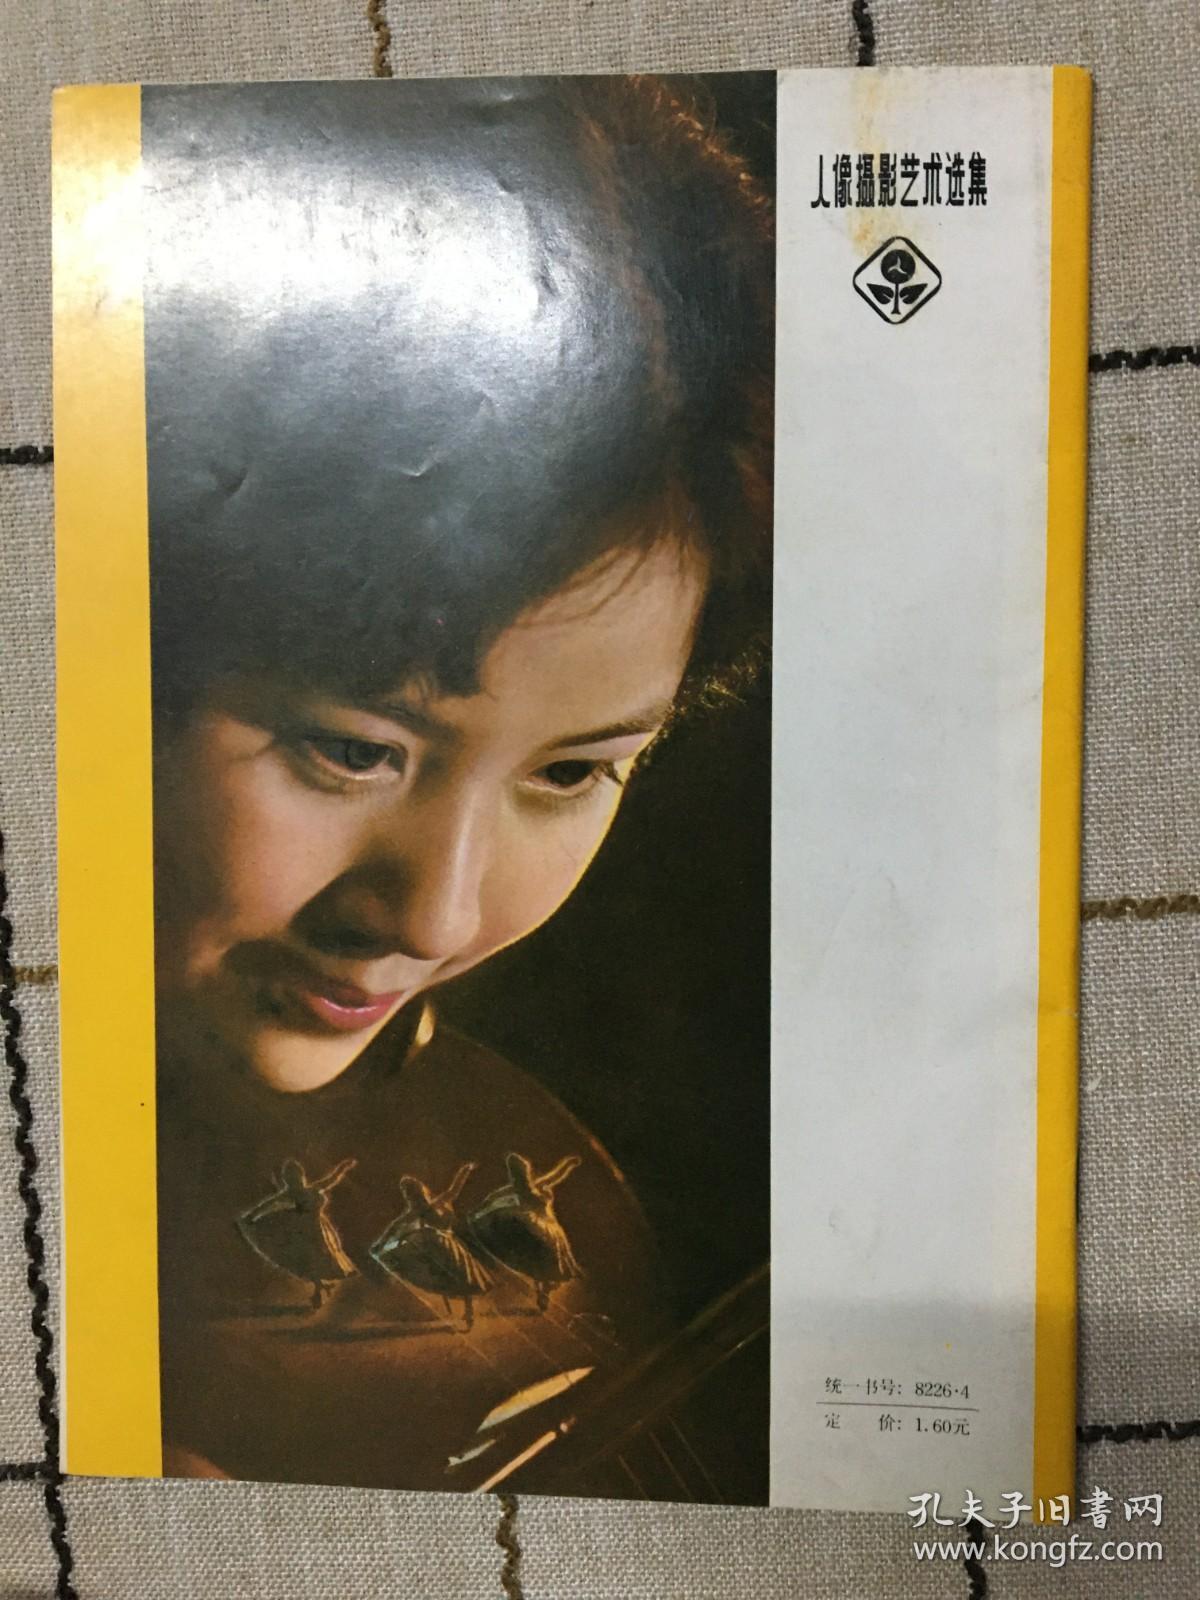 人像摄影艺术选集
统一书号：8226·4
定　　价：1.60元
孔夫子旧書网
www.kongfz.com